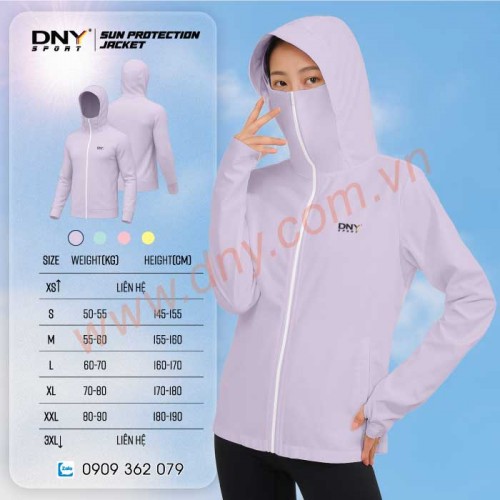 DNY
SPORT
SUN PROTECTION
JACKET
DNY
DNY
SPORT
SIZE WEIGHT(KG) HEIGHT(CM)
XS↑ LIÊN HỆ
S 50-55 145-155
M 55-60 155-160
L 60-70 160-170
XL 70-80 170-180
XXL 80-90 180-190
3XL↓ LIÊN HỆ
Zalo 0909 362 079
www.dny.com.vn